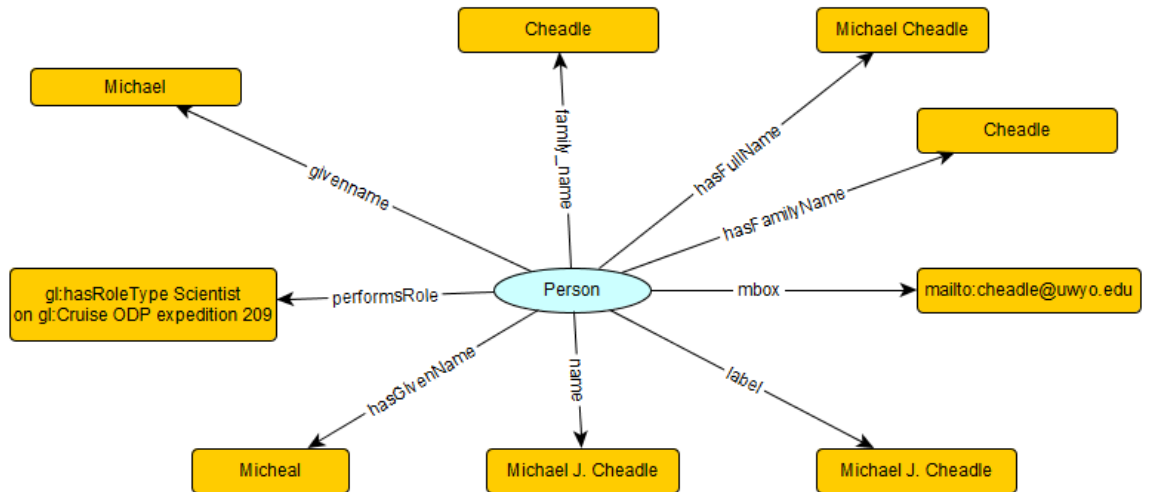 Cheadle
Michael Cheadle
Michael
Cheadle
givenname
family_name
hasFullName
hasFamilyName
gl:hasRoleType Scientist
on gl:Cruise ODP expedition 209
performsRole
Person
mbox
mailto:cheadle@uwyo.edu
hasGivenName
name
label
Micheal
Michael J. Cheadle
Michael J. Cheadle